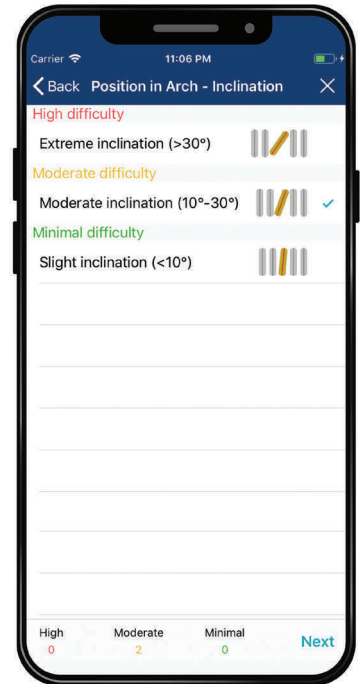 Carrier 11:06 PM
Back Position in Arch - Inclination
High difficulty
Extreme inclination (>30°)
Moderate difficulty
Moderate inclination (10°-30°)
Minimal difficulty
Slight inclination (<10°)
High Moderate Minimal
0 2 0
Next